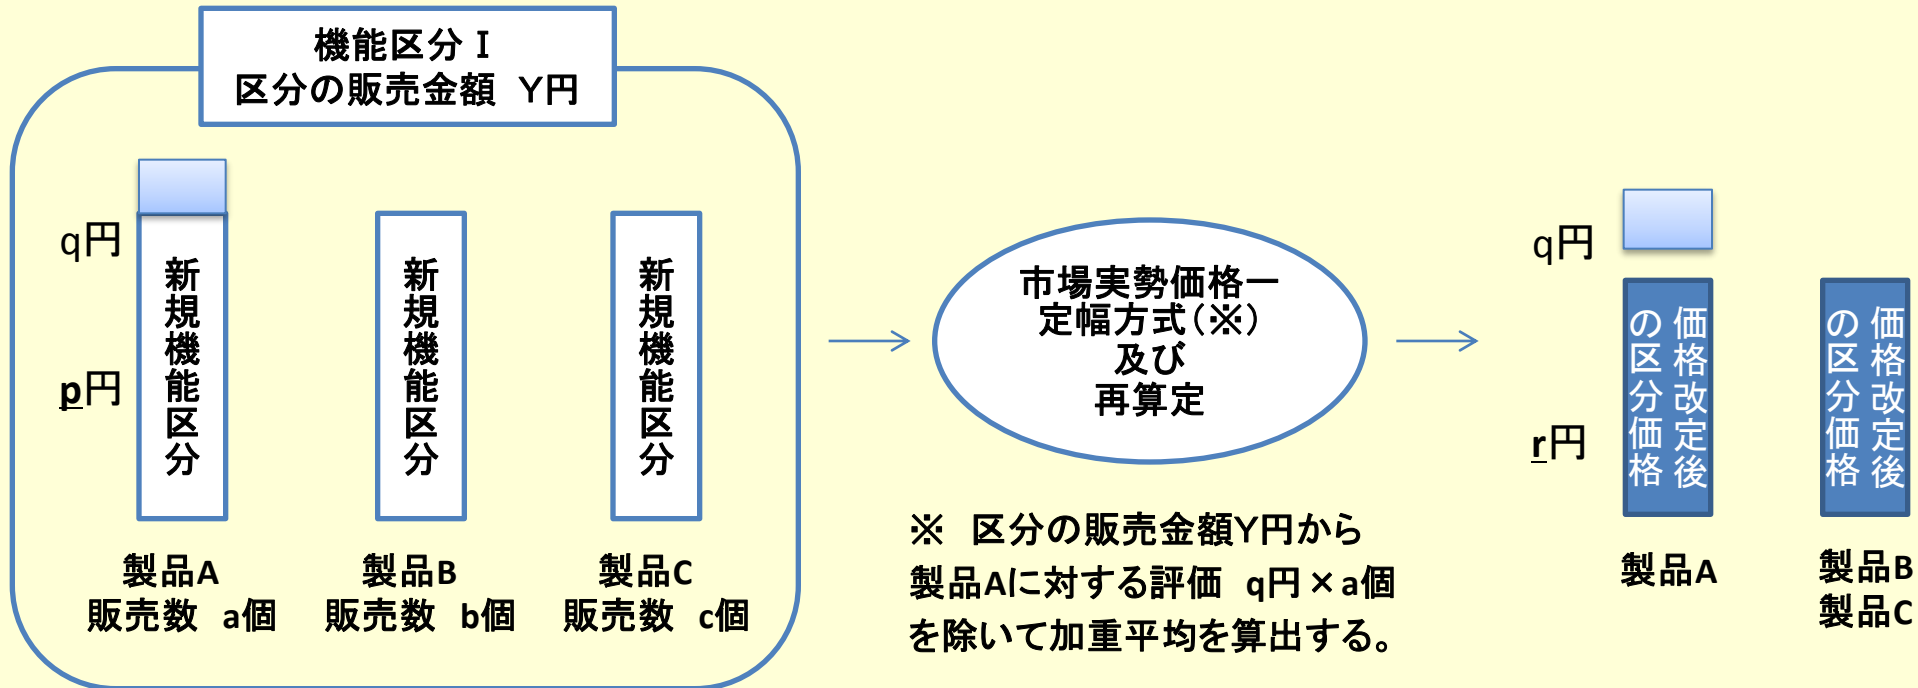 機能区分Ⅰ
区分の販売金額 Y円
q円
p円
新規機能区分
新規機能区分
新規機能区分
製品A
販売数 a個
製品B
販売数 b個
製品C
販売数 c個
市場実勢価格一
定幅方式(※)
及び
再算定
※ 区分の販売金額Y円から
製品Aに対する評価 q円×a個
を除いて加重平均を算出する。
q円
r円
価格改定後
の区分価格
価格改定後
の区分価格
製品A
製品B
製品C